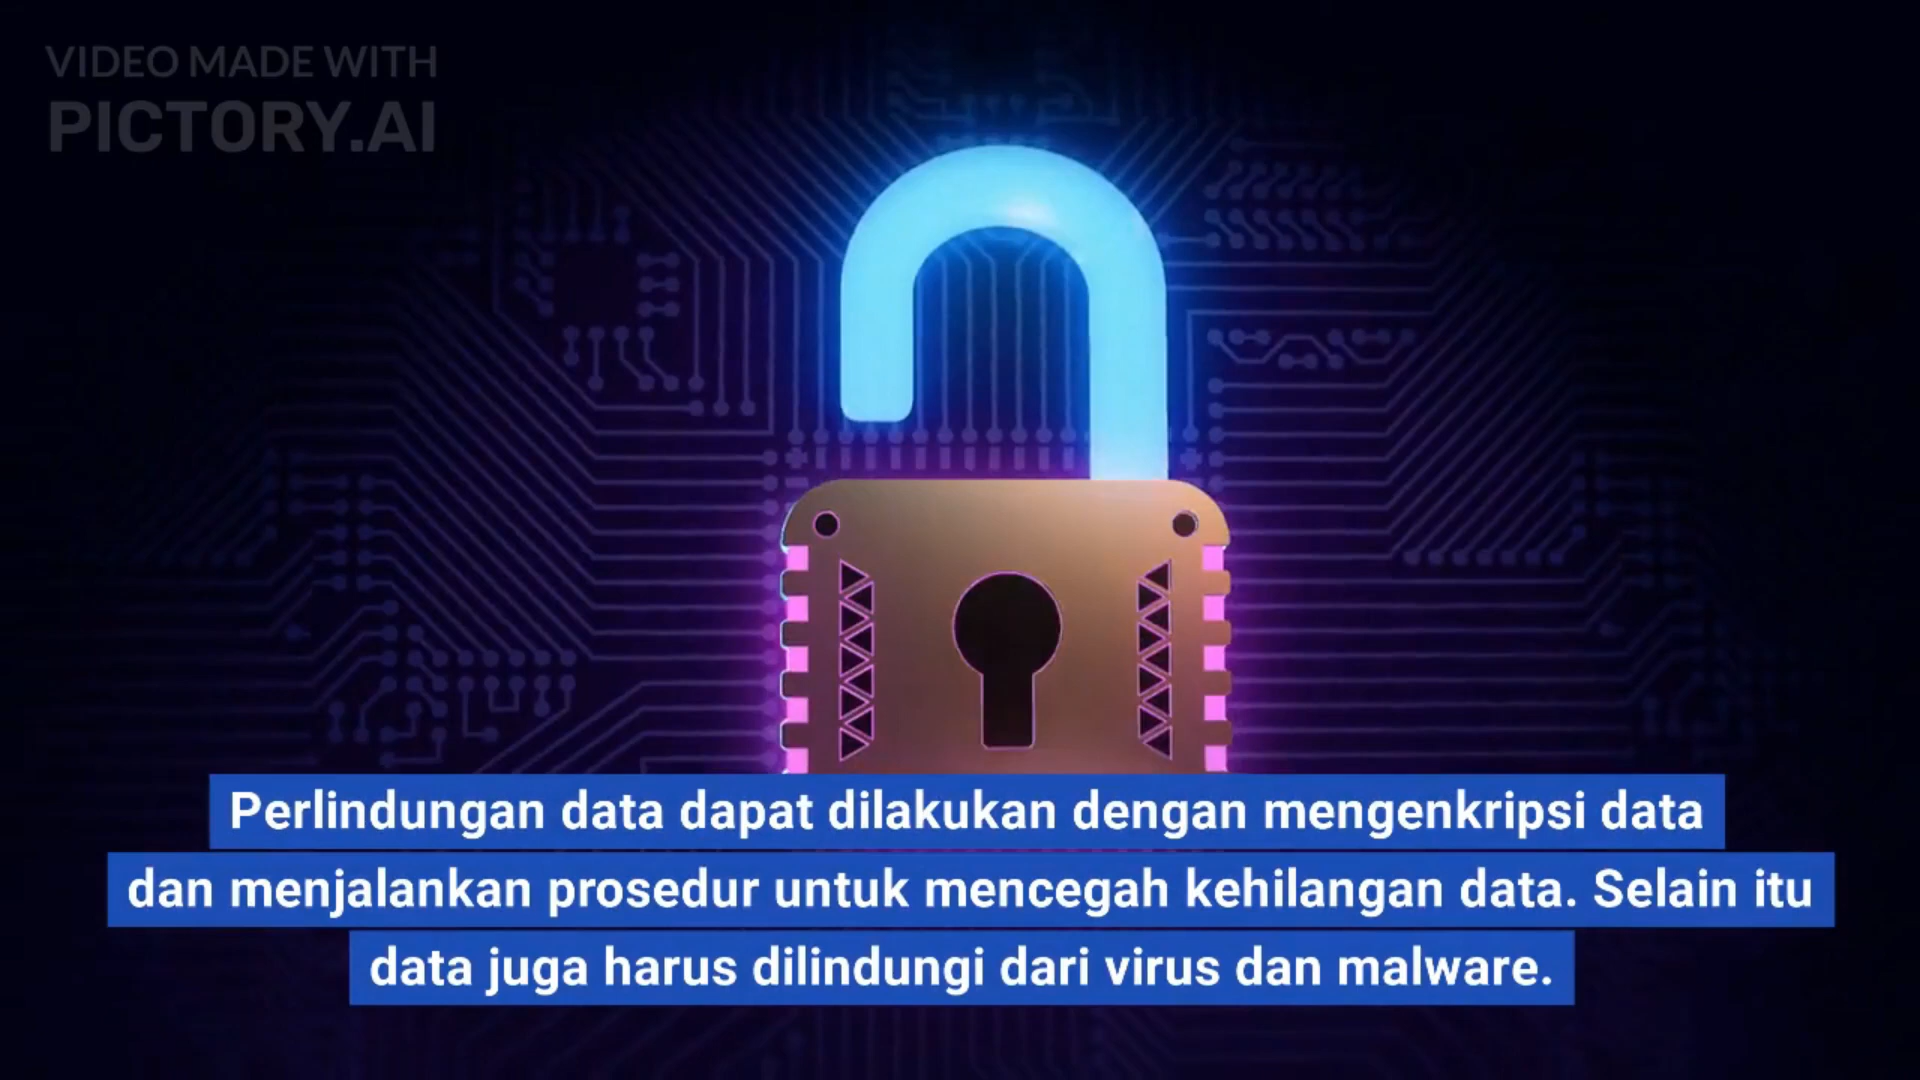 VIDEO MADE WITH
PICTORY.AI
Perlindungan data dapat dilakukan dengan mengenkripsi data
dan menjalankan prosedur untuk mencegah kehilangan data. Selain itu
data juga harus dilindungi dari virus dan malware.